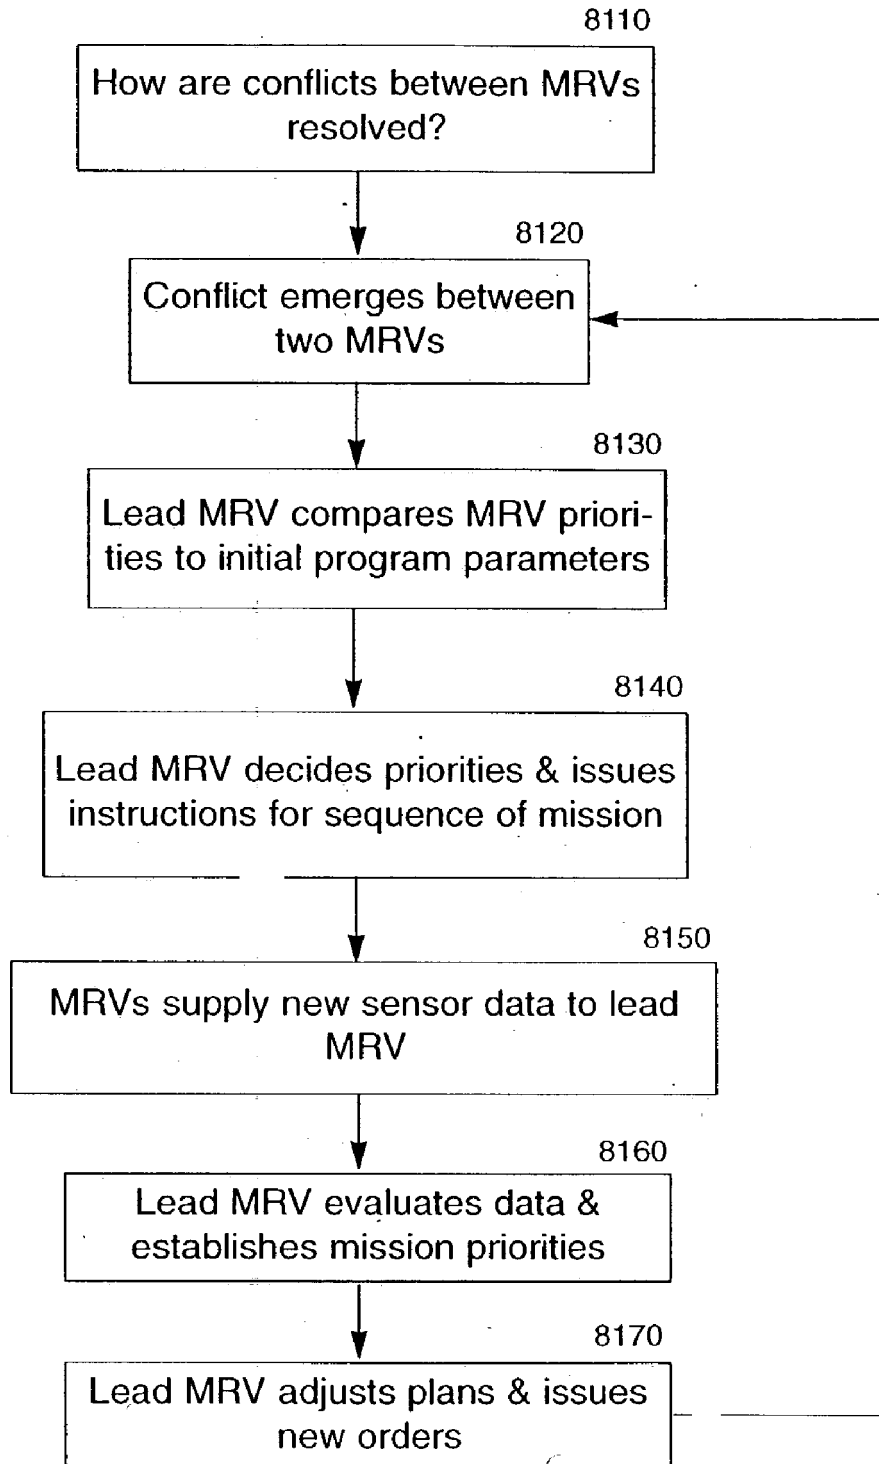 8110
How are conflicts between MRVs
resolved?
8120
Conflict emerges between
two MRVs
8130
Lead MRV compares MRV priori-
ties to initial program parameters
8140
Lead MRV decides priorities & issues
instructions for sequence of mission
8150
MRVs supply new sensor data to lead
MRV
8160
Lead MRV evaluates data &
establishes mission priorities
8170
Lead MRV adjusts plans & issues
new orders